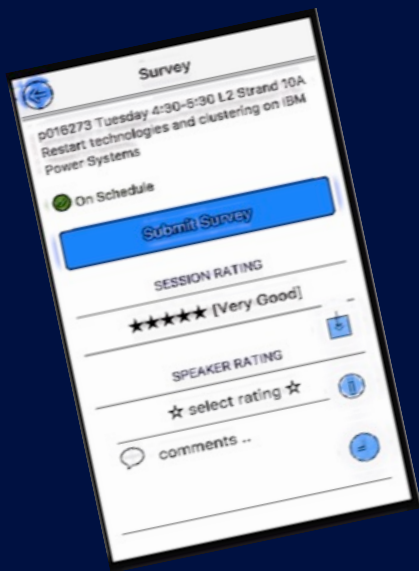 Survey
p016273 Tuesday 4:30-5:30 L2 Strand 10A
Restart technologies and clustering on IBM
Power Systems
On Schedule
Submit Survey
SESSION RATING
★★★★★ [Very Good]
SPEAKER RATING
☆ select rating ☆
comments ..